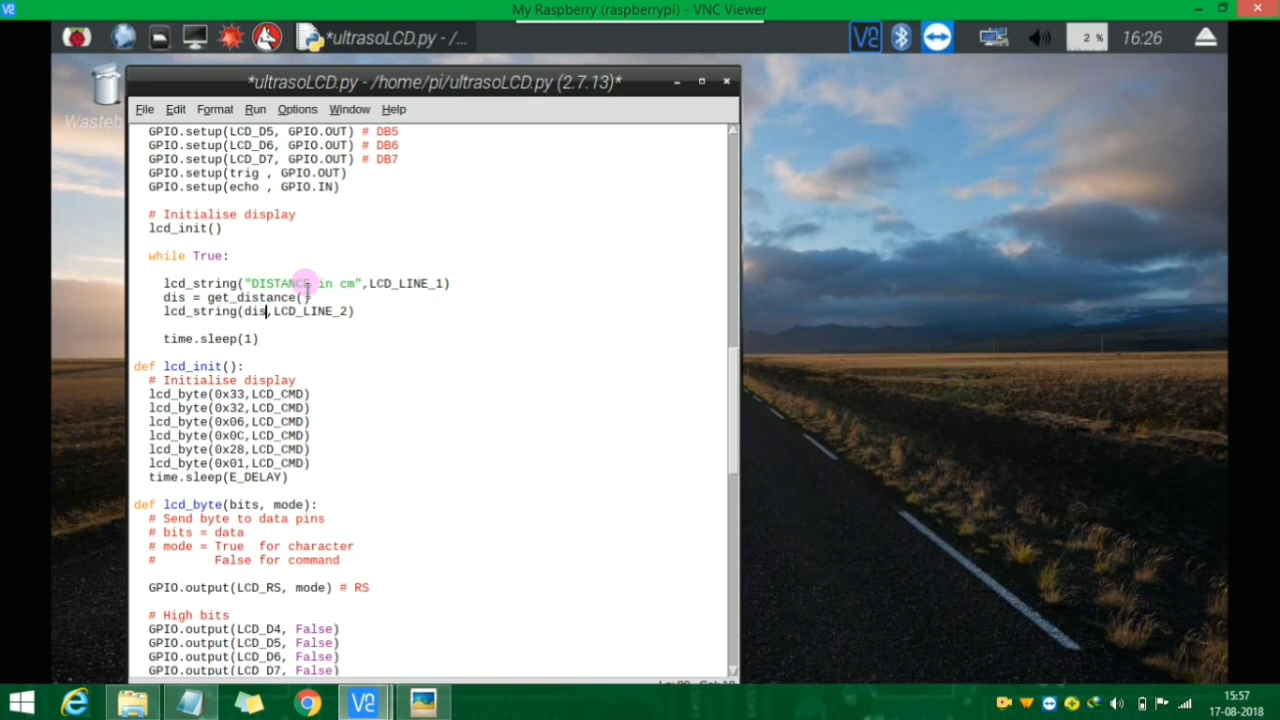 My Raspberry (raspberrypi) - VNC Viewer
*ultrasoLCD.py - /...
2 %
16:26
Wasteb
*ultrasoLCD.py - /home/pi/ultrasoLCD.py (2.7.13)*
File Edit Format Run Options Window Help
GPIO.setup(LCD_D5, GPIO.OUT) # DB5
GPIO.setup(LCD_D6, GPIO.OUT) # DB6
GPIO.setup(LCD_D7, GPIO.OUT) # DB7
GPIO.setup(trig , GPIO.OUT)
GPIO.setup(echo , GPIO.IN)
# Initialise display
lcd_init()
while True:
lcd_string("DISTANCE in cm",LCD_LINE_1)
dis = get_distance()
lcd_string(dis,LCD_LINE_2)
time.sleep(1)
def lcd_init():
# Initialise display
lcd_byte(0x33,LCD_CMD)
lcd_byte(0x32,LCD_CMD)
lcd_byte(0x06,LCD_CMD)
lcd_byte(0x0C,LCD_CMD)
lcd_byte(0x28,LCD_CMD)
lcd_byte(0x01,LCD_CMD)
time.sleep(E_DELAY)
def lcd_byte(bits, mode):
# Send byte to data pins
# bits = data
# mode = True  for character
#        False for command
GPIO.output(LCD_RS, mode) # RS
# High bits
GPIO.output(LCD_D4, False)
GPIO.output(LCD_D5, False)
GPIO.output(LCD_D6, False)
GPIO.output(LCD_D7, False)
15:57
17-08-2018